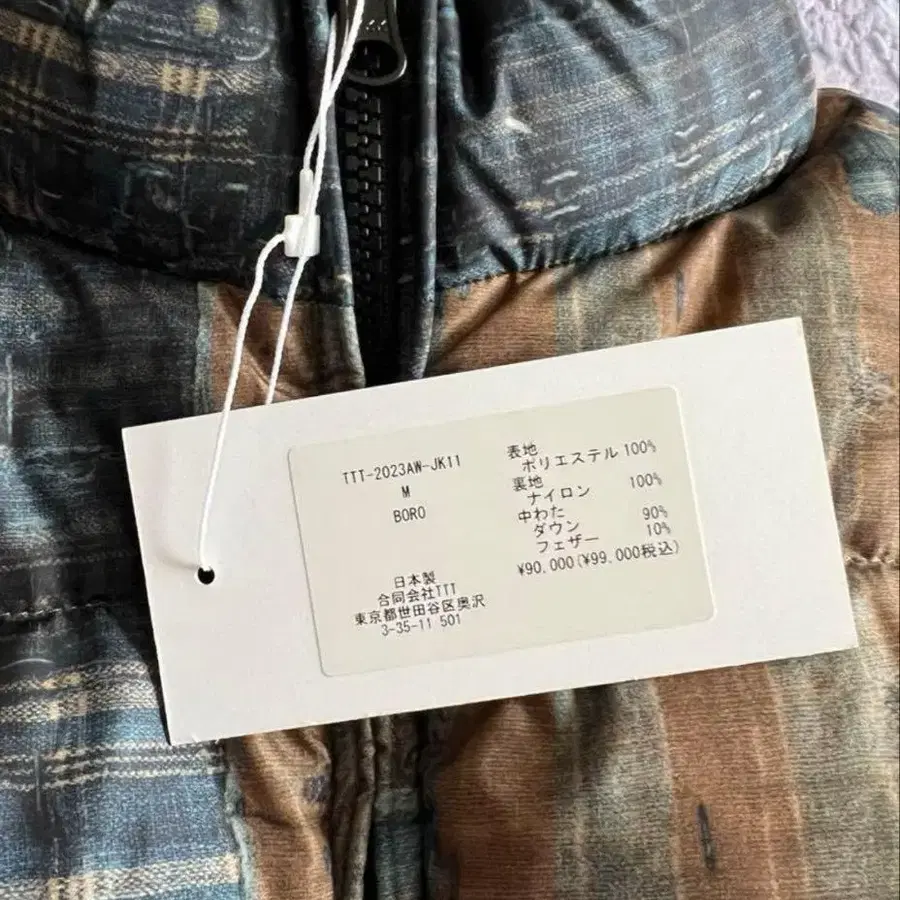 TTT-2023AW-JK11
M
BORO
日本製
合同会社TTT
東京都世田谷区奥沢
3-35-11 501
表地
ポリエステル 100%
裏地
ナイロン 100%
中わた
ダウン 90%
フェザー 10%
¥90,000(¥99,000税込)